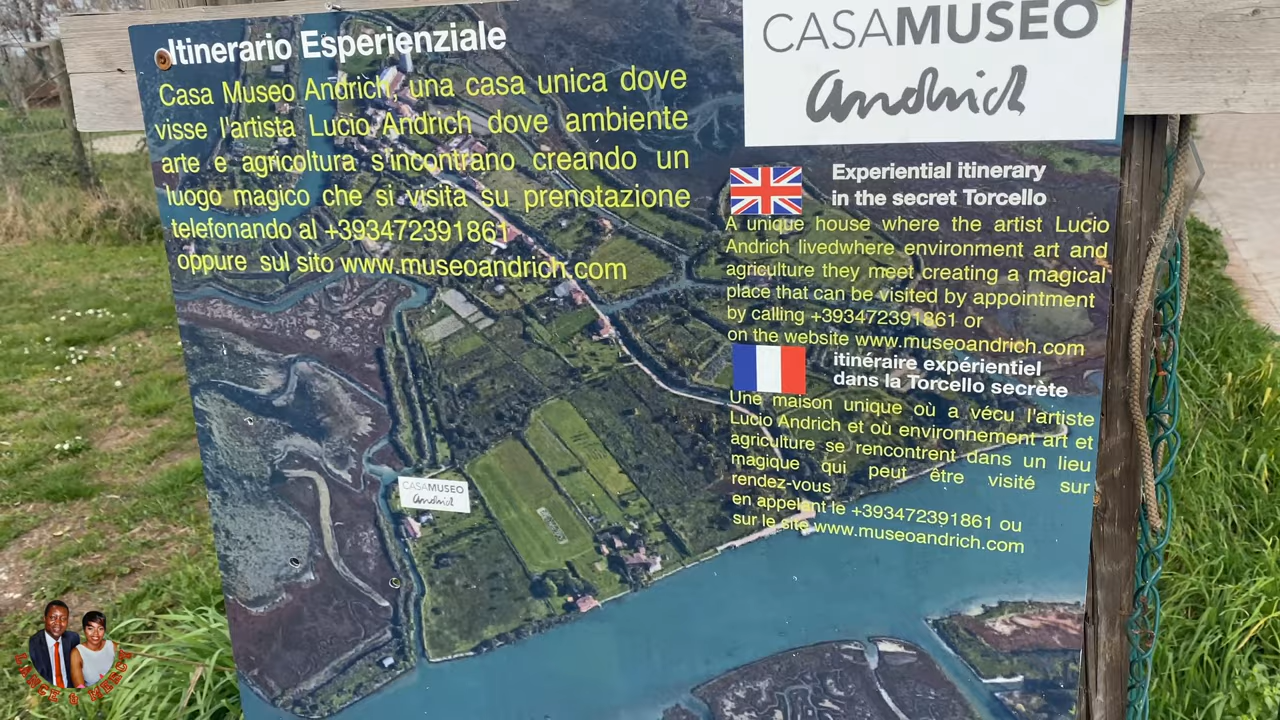 Itinerario Esperienziale
Casa Museo Andrich, una casa unica dove
visse l'artista Lucio Andrich dove ambiente
arte e agricoltura s'incontrano creando un
luogo magico che si visita su prenotazione
telefonando al +393472391861
oppure sul sito www.museoandrich.com
CASAMUSEO
andrich
Experiential itinerary
in the secret Torcello
A unique house where the artist Lucio
Andrich livedwhere environment art and
agriculture they meet creating a magical
place that can be visited by appointment
by calling +393472391861 or
on the website www.museoandrich.com
itinéraire expérientiel
dans la Torcello secrète
Une maison unique où a vécu l'artiste
Lucio Andrich et où environnement art et
agriculture se rencontrent dans un lieu
magique qui peut être visité sur
rendez-vous
en appelant le +393472391861 ou
sur le site www.museoandrich.com
CASAMUSEO
andrich